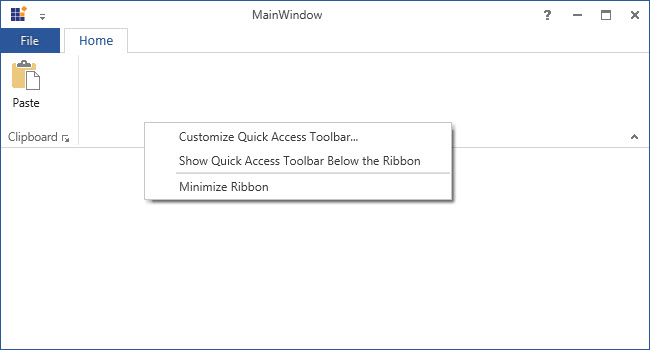 MainWindow
?
File
Home
Paste
Clipboard
Customize Quick Access Toolbar...
Show Quick Access Toolbar Below the Ribbon
Minimize Ribbon